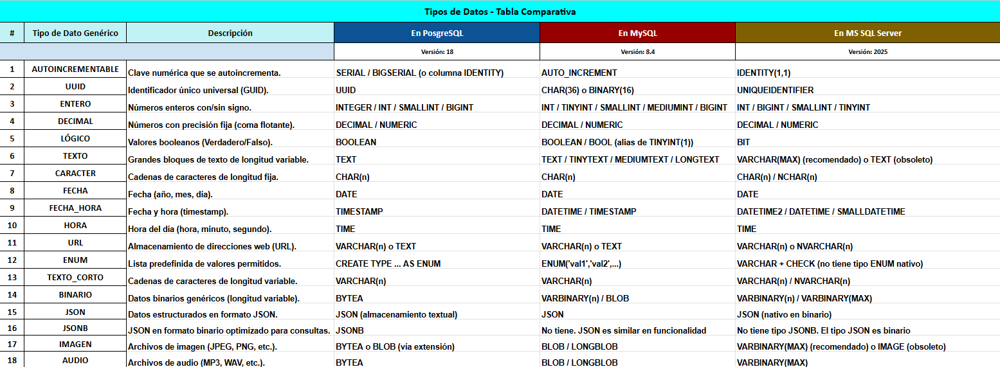 Tipos de Datos - Tabla Comparativa
# Tipo de Dato Genérico Descripción En PosgreSQL En MySQL En MS SQL Server
Versión: 18 Versión: 8.4 Versión: 2025
1 AUTOINCREMENTABLE Clave numérica que se autoincrementa. SERIAL / BIGSERIAL (o columna IDENTITY) AUTO_INCREMENT IDENTITY(1,1)
2 UUID Identificador único universal (GUID). UUID CHAR(36) o BINARY(16) UNIQUEIDENTIFIER
3 ENTERO Números enteros con/sin signo. INTEGER / INT / SMALLINT / BIGINT INT / TINYINT / SMALLINT / MEDIUMINT / BIGINT INT / BIGINT / SMALLINT / TINYINT
4 DECIMAL Números con precisión fija (coma flotante). DECIMAL / NUMERIC DECIMAL / NUMERIC DECIMAL / NUMERIC
5 LÓGICO Valores booleanos (Verdadero/Falso). BOOLEAN BOOLEAN / BOOL (alias de TINYINT(1)) BIT
6 TEXTO Grandes bloques de texto de longitud variable. TEXT TEXT / TINYTEXT / MEDIUMTEXT / LONGTEXT VARCHAR(MAX) (recomendado) o TEXT (obsoleto)
7 CARACTER Cadenas de caracteres de longitud fija. CHAR(n) CHAR(n) CHAR(n) / NCHAR(n)
8 FECHA Fecha (año, mes, día). DATE DATE DATE
9 FECHA_HORA Fecha y hora (timestamp). TIMESTAMP DATETIME / TIMESTAMP DATETIME2 / DATETIME / SMALLDATETIME
10 HORA Hora del día (hora, minuto, segundo). TIME TIME TIME
11 URL Almacenamiento de direcciones web (URL). VARCHAR(n) o TEXT VARCHAR(n) o TEXT VARCHAR(n) o NVARCHAR(n)
12 ENUM Lista predefinida de valores permitidos. CREATE TYPE ... AS ENUM ENUM('val1','val2',...) VARCHAR + CHECK (no tiene tipo ENUM nativo)
13 TEXTO_CORTO Cadenas de caracteres de longitud variable. VARCHAR(n) VARCHAR(n) VARCHAR(n) / NVARCHAR(n)
14 BINARIO Datos binarios genéricos (longitud variable). BYTEA VARBINARY(n) / BLOB VARBINARY(n) / VARBINARY(MAX)
15 JSON Datos estructurados en formato JSON. JSON (almacenamiento textual) JSON JSON (nativo en binario)
16 JSONB JSON en formato binario optimizado para consultas. JSONB No tiene. JSON es similar en funcionalidad No tiene tipo JSONB. El tipo JSON es binario
17 IMAGEN Archivos de imagen (JPEG, PNG, etc.). BYTEA o BLOB (vía extensión) BLOB / LONGBLOB VARBINARY(MAX) (recomendado) o IMAGE (obsoleto)
18 AUDIO Archivos de audio (MP3, WAV, etc.). BYTEA BLOB / LONGBLOB VARBINARY(MAX)